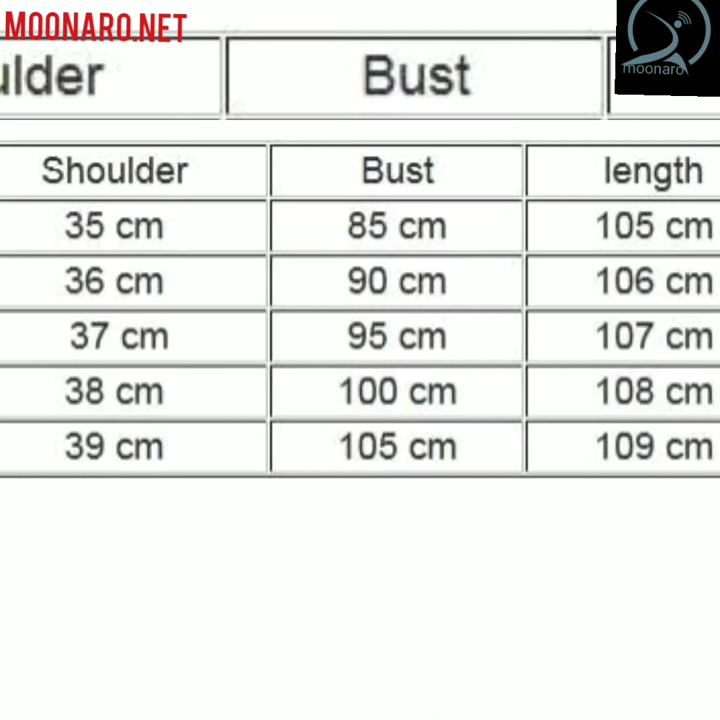 MOONARO.NET
ulder Bust
moonaro
Shoulder Bust length
35 cm 85 cm 105 cm
36 cm 90 cm 106 cm
37 cm 95 cm 107 cm
38 cm 100 cm 108 cm
39 cm 105 cm 109 cm